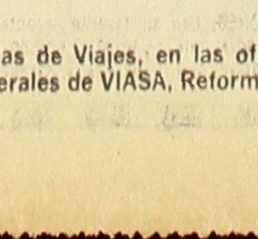 as de Viajes, en las of
erales de VIASA, Reform